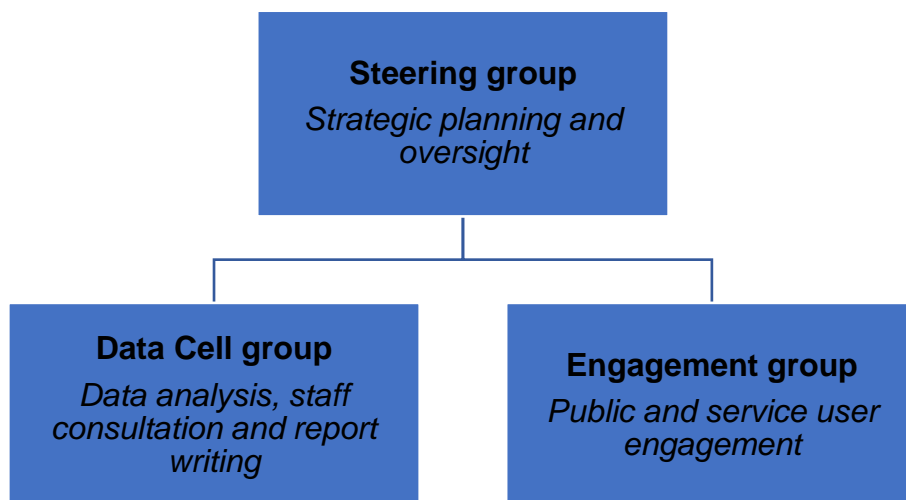 Steering group
Strategic planning and
oversight
Data Cell group
Data analysis, staff
consultation and report
writing
Engagement group
Public and service user
engagement